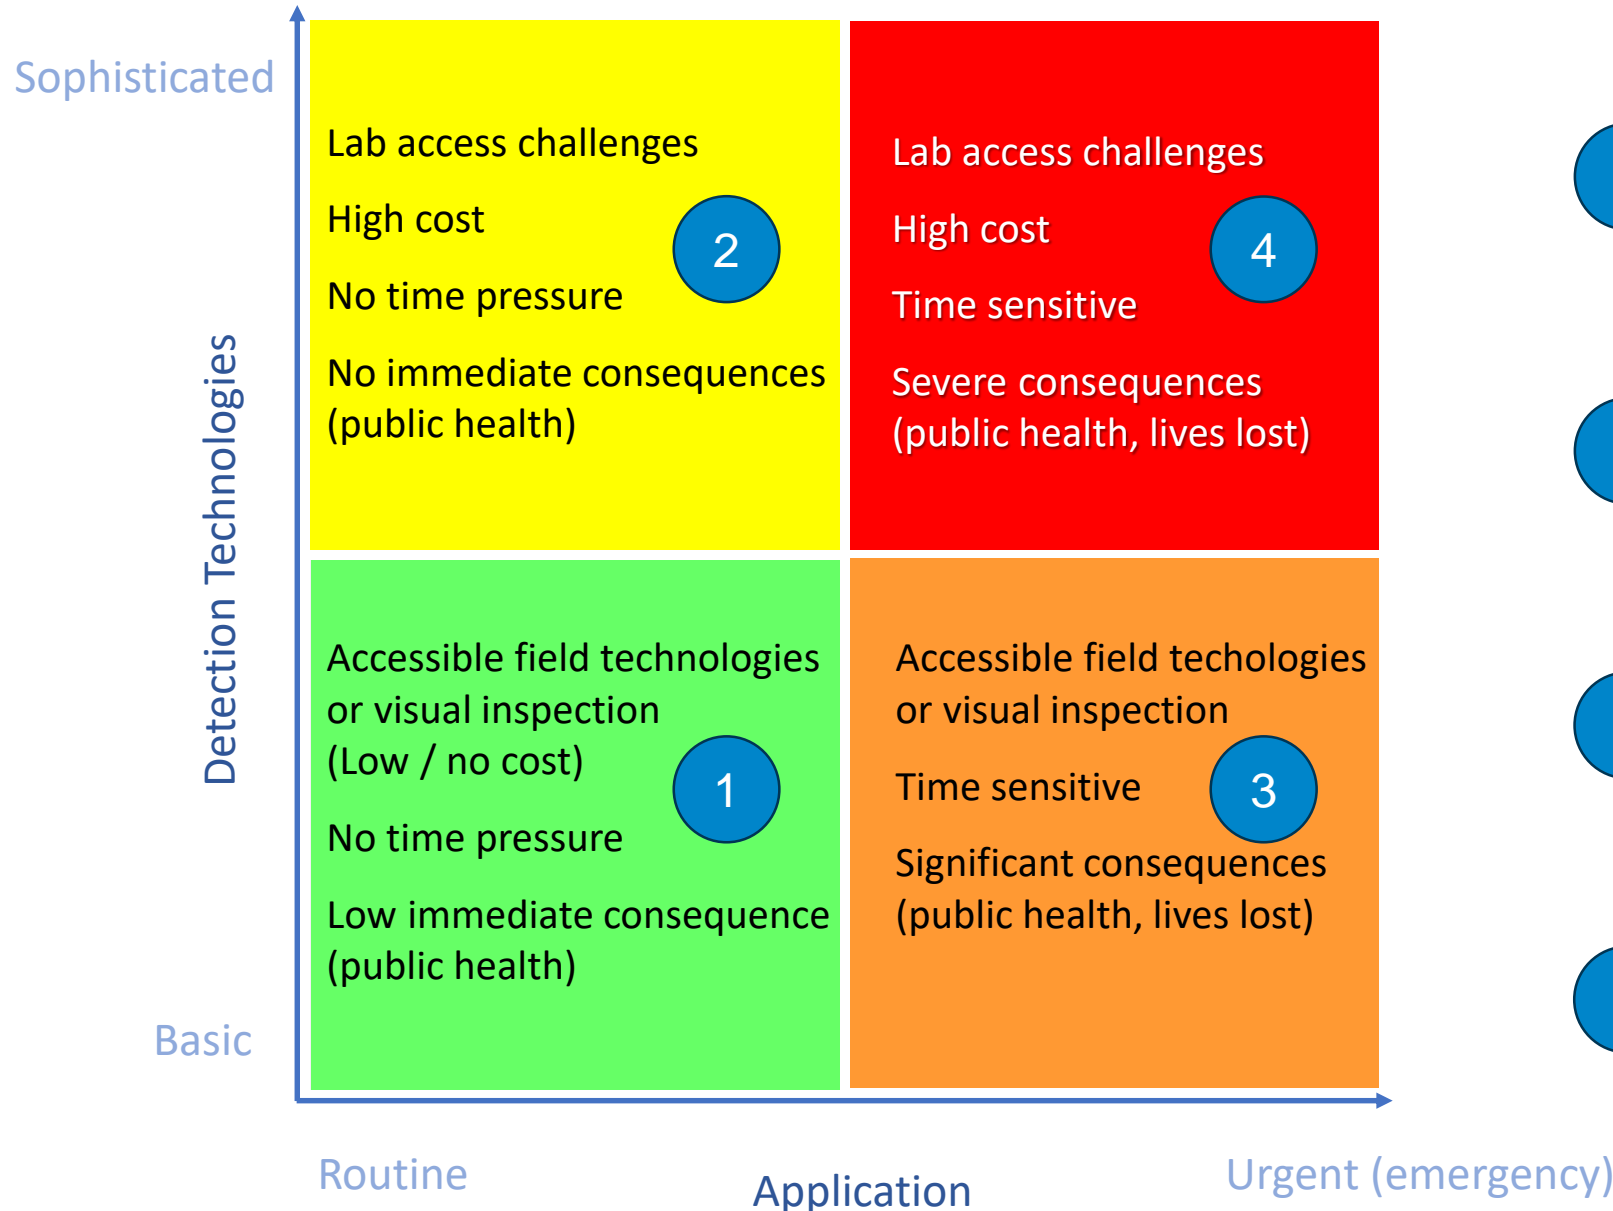 Sophisticated
Detection Technologies
Basic
Lab access challenges
High cost
No time pressure
No immediate consequences
(public health)
2
Lab access challenges
High cost
Time sensitive
Severe consequences
(public health, lives lost)
4
Accessible field technologies
or visual inspection
(Low / no cost)
No time pressure
Low immediate consequence
(public health)
1
Accessible field techologies
or visual inspection
Time sensitive
Significant consequences
(public health, lives lost)
3
Routine
Application
Urgent (emergency)